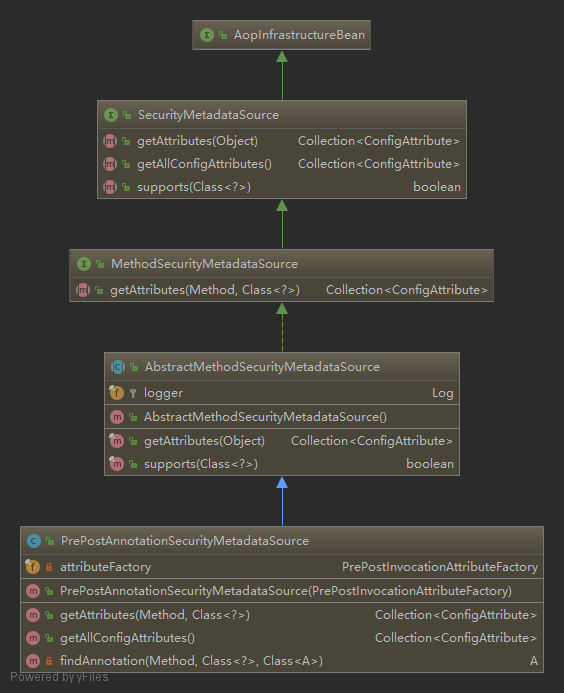 AopInfrastructureBean
SecurityMetadataSource
getAttributes(Object) Collection<ConfigAttribute>
getAllConfigAttributes() Collection<ConfigAttribute>
supports(Class<?>) boolean
MethodSecurityMetadataSource
getAttributes(Method, Class<?>) Collection<ConfigAttribute>
AbstractMethodSecurityMetadataSource
logger Log
AbstractMethodSecurityMetadataSource()
getAttributes(Object) Collection<ConfigAttribute>
supports(Class<?>) boolean
PrePostAnnotationSecurityMetadataSource
attributeFactory PrePostInvocationAttributeFactory
PrePostAnnotationSecurityMetadataSource(PrePostInvocationAttributeFactory)
getAttributes(Method, Class<?>) Collection<ConfigAttribute>
getAllConfigAttributes() Collection<ConfigAttribute>
findAnnotation(Method, Class<?>, Class<A>) A
Powered by yFiles